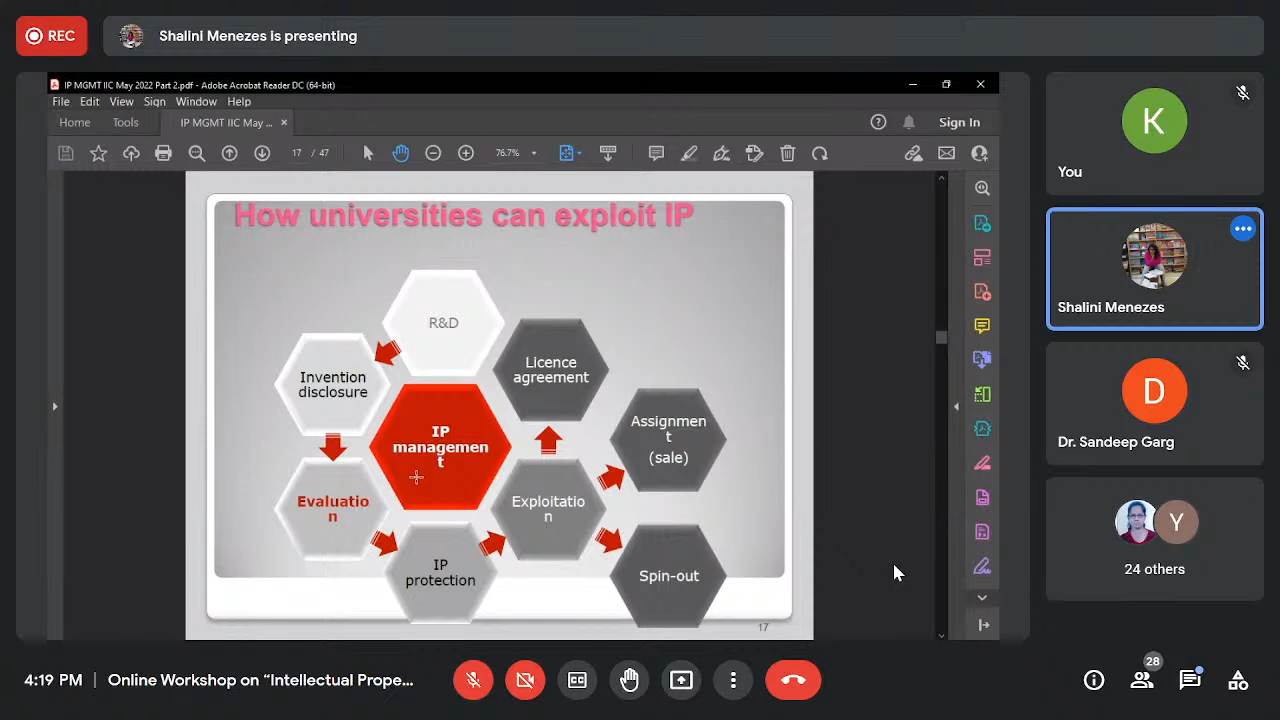 REC
Shalini Menezes is presenting
IP MGMT IIC May 2022 Part 2.pdf - Adobe Acrobat Reader DC (64-bit)
File Edit View Sign Window Help
Home Tools IP MGMT IIC May ... × Sign In
17 / 47 76.7%
How universities can exploit IP
R&D
Licence
agreement
Invention
disclosure
Assignmen
t
(sale)
IP
managemen
t
Evaluatio
n
Exploitatio
n
IP
protection
Spin-out
17
K
You
Shalini Menezes
D
Dr. Sandeep Garg
Y
24 others
4:19 PM | Online Workshop on “Intellectual Prope...
28